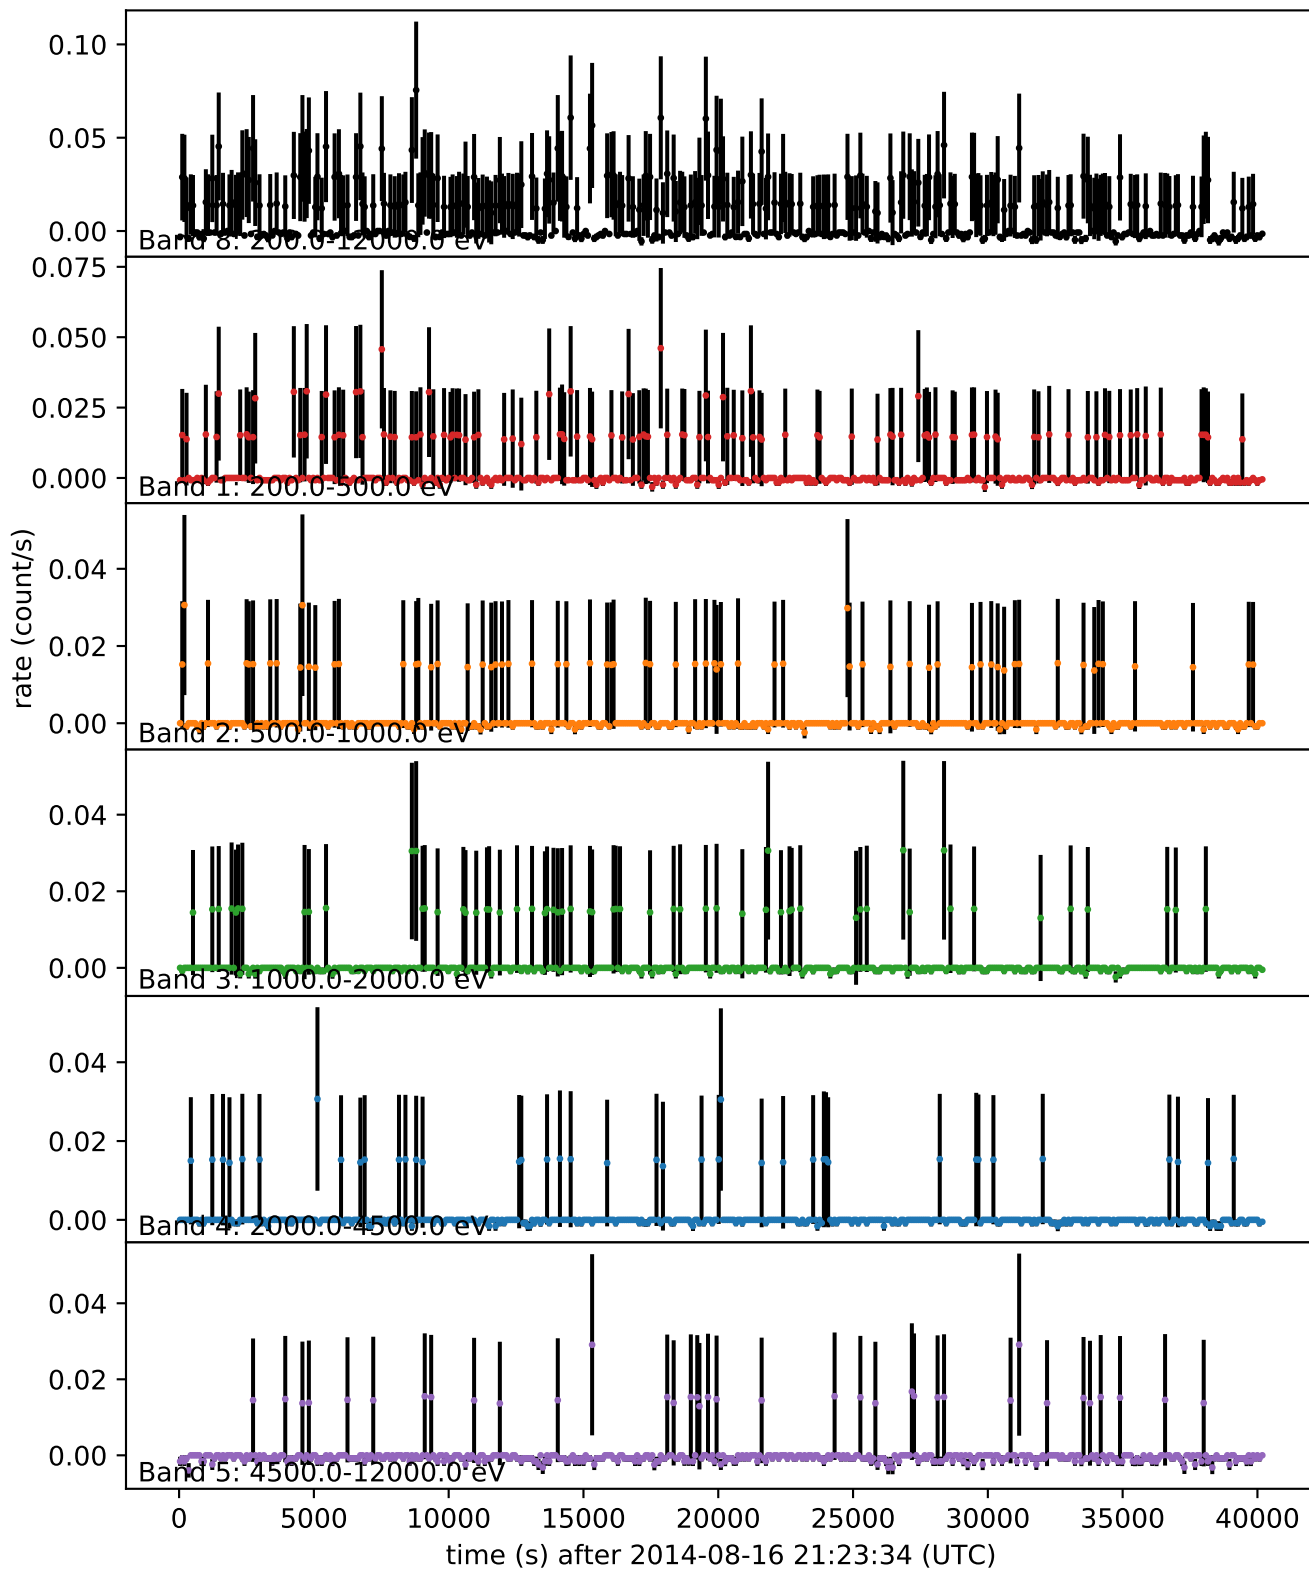 0.10
0.05
0.00
Band 8: 200.0-12000.0 eV
0.075
0.050
0.025
0.000
Band 1: 200.0-500.0 eV
rate (count/s)
0.04
0.02
0.00
Band 2: 500.0-1000.0 eV
0.04
0.02
0.00
Band 3: 1000.0-2000.0 eV
0.04
0.02
0.00
Band 4: 2000.0-4500.0 eV
0.04
0.02
0.00
Band 5: 4500.0-12000.0 eV
0 5000 10000 15000 20000 25000 30000 35000 40000
time (s) after 2014-08-16 21:23:34 (UTC)